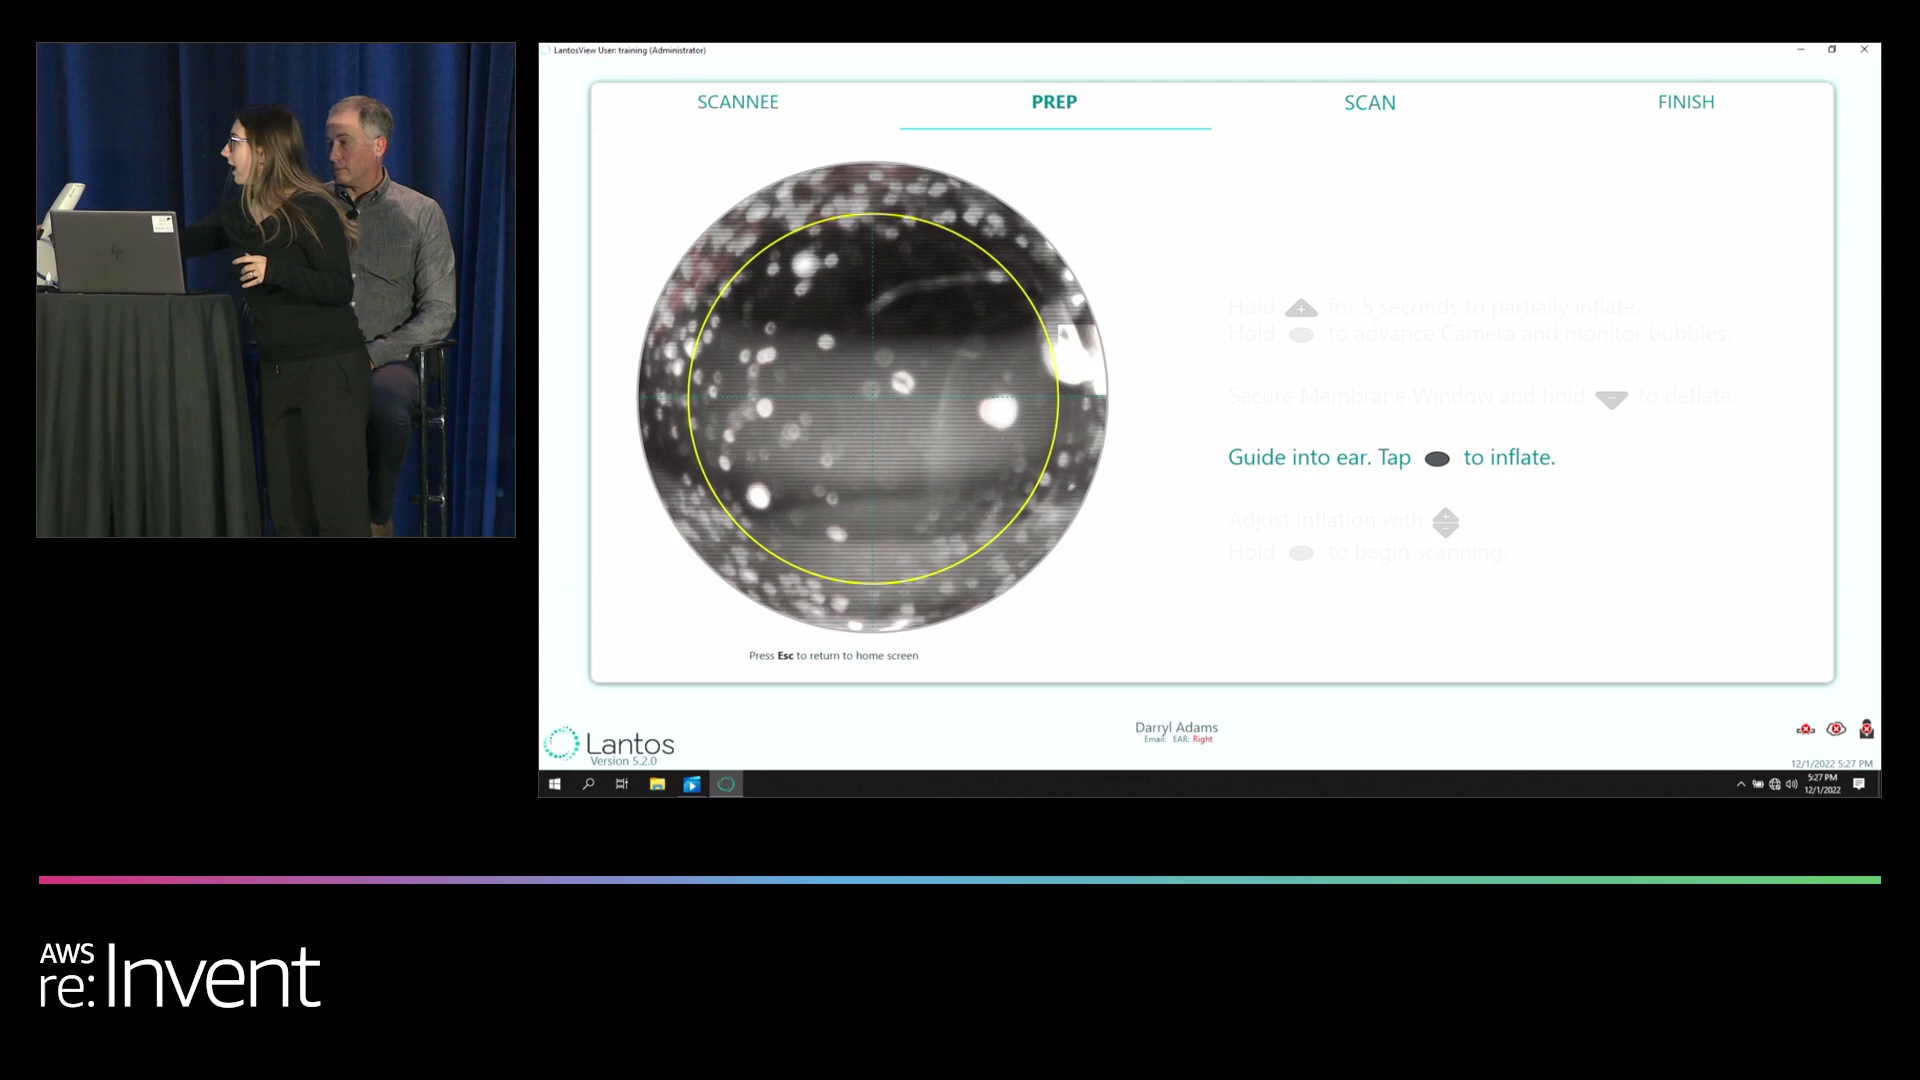 LantosView User: training (Administrator)
SCANNEE
PREP
SCAN
FINISH
Hold + for 5 seconds to partially inflate.
Hold to advance Camera and monitor bubbles.
Secure Membrane Window and hold - to deflate.
Guide into ear. Tap to inflate.
Adjust inflation with + -.
Hold to begin scanning.
Press Esc to return to home screen
Lantos
Version 5.2.0
Darryl Adams
Email: EAR: Right
12/1/2022 5:27 PM
5:27 PM
12/1/2022
hp
AWS
re:Invent